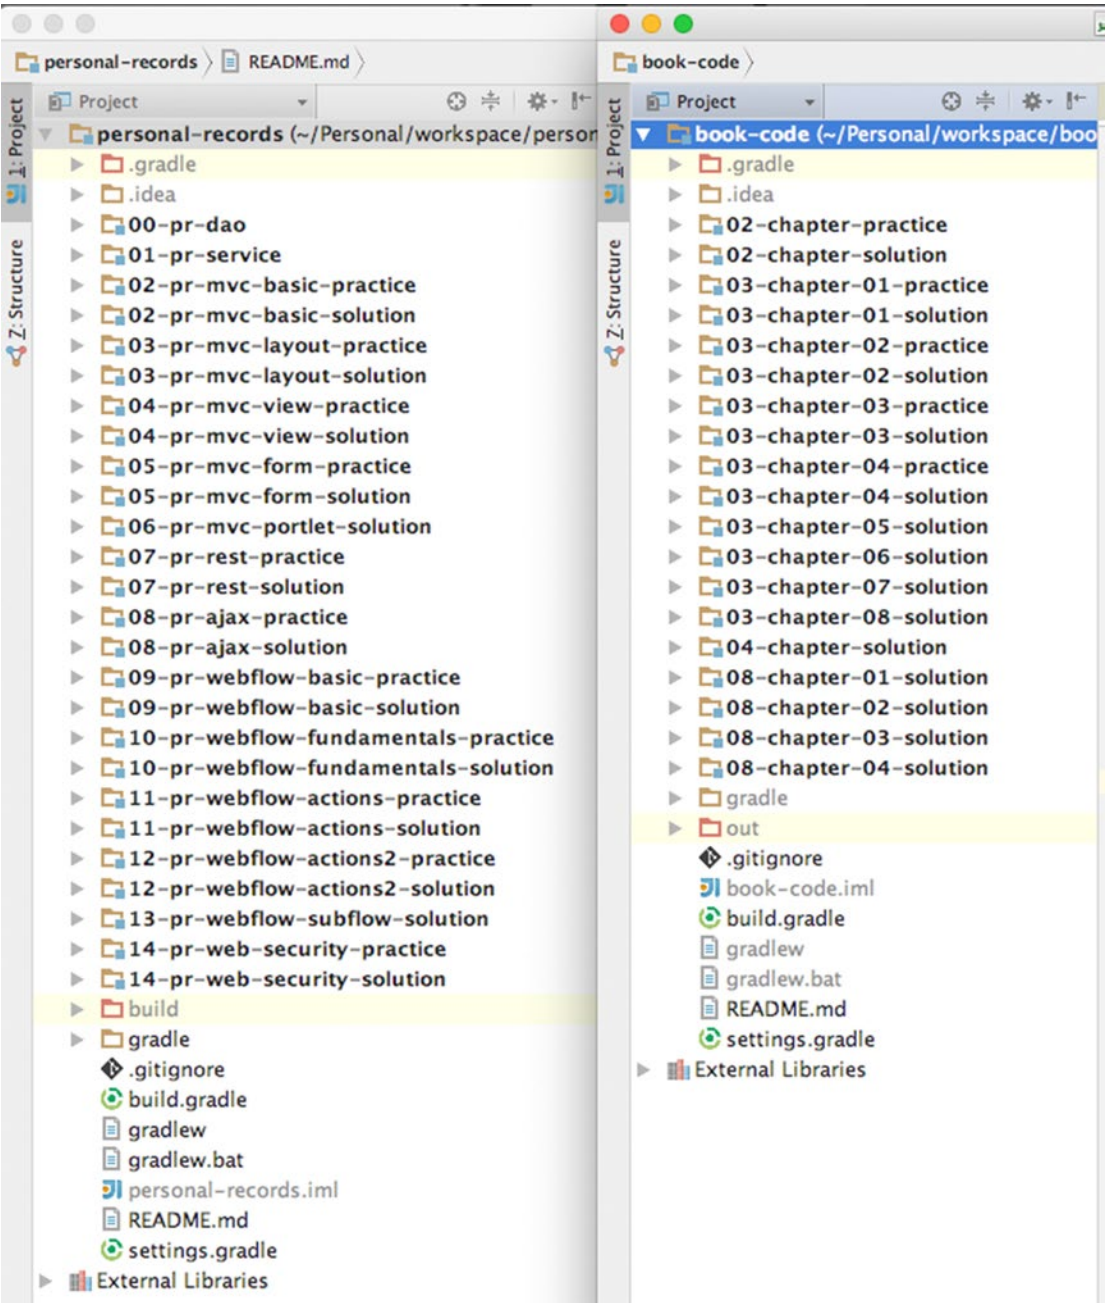 personal-records
README.md
Project
1: Project
Z: Structure
personal-records (~/Personal/workspace/person
.gradle
.idea
00-pr-dao
01-pr-service
02-pr-mvc-basic-practice
02-pr-mvc-basic-solution
03-pr-mvc-layout-practice
03-pr-mvc-layout-solution
04-pr-mvc-view-practice
04-pr-mvc-view-solution
05-pr-mvc-form-practice
05-pr-mvc-form-solution
06-pr-mvc-portlet-solution
07-pr-rest-practice
07-pr-rest-solution
08-pr-ajax-practice
08-pr-ajax-solution
09-pr-webflow-basic-practice
09-pr-webflow-basic-solution
10-pr-webflow-fundamentals-practice
10-pr-webflow-fundamentals-solution
11-pr-webflow-actions-practice
11-pr-webflow-actions-solution
12-pr-webflow-actions2-practice
12-pr-webflow-actions2-solution
13-pr-webflow-subflow-solution
14-pr-web-security-practice
14-pr-web-security-solution
build
gradle
.gitignore
build.gradle
gradlew
gradlew.bat
personal-records.iml
README.md
settings.gradle
External Libraries
book-code
Project
1: Project
Z: Structure
book-code (~/Personal/workspace/boo
.gradle
.idea
02-chapter-practice
02-chapter-solution
03-chapter-01-practice
03-chapter-01-solution
03-chapter-02-practice
03-chapter-02-solution
03-chapter-03-practice
03-chapter-03-solution
03-chapter-04-practice
03-chapter-04-solution
03-chapter-05-solution
03-chapter-06-solution
03-chapter-07-solution
03-chapter-08-solution
04-chapter-solution
08-chapter-01-solution
08-chapter-02-solution
08-chapter-03-solution
08-chapter-04-solution
gradle
out
.gitignore
book-code.iml
build.gradle
gradlew
gradlew.bat
README.md
settings.gradle
External Libraries